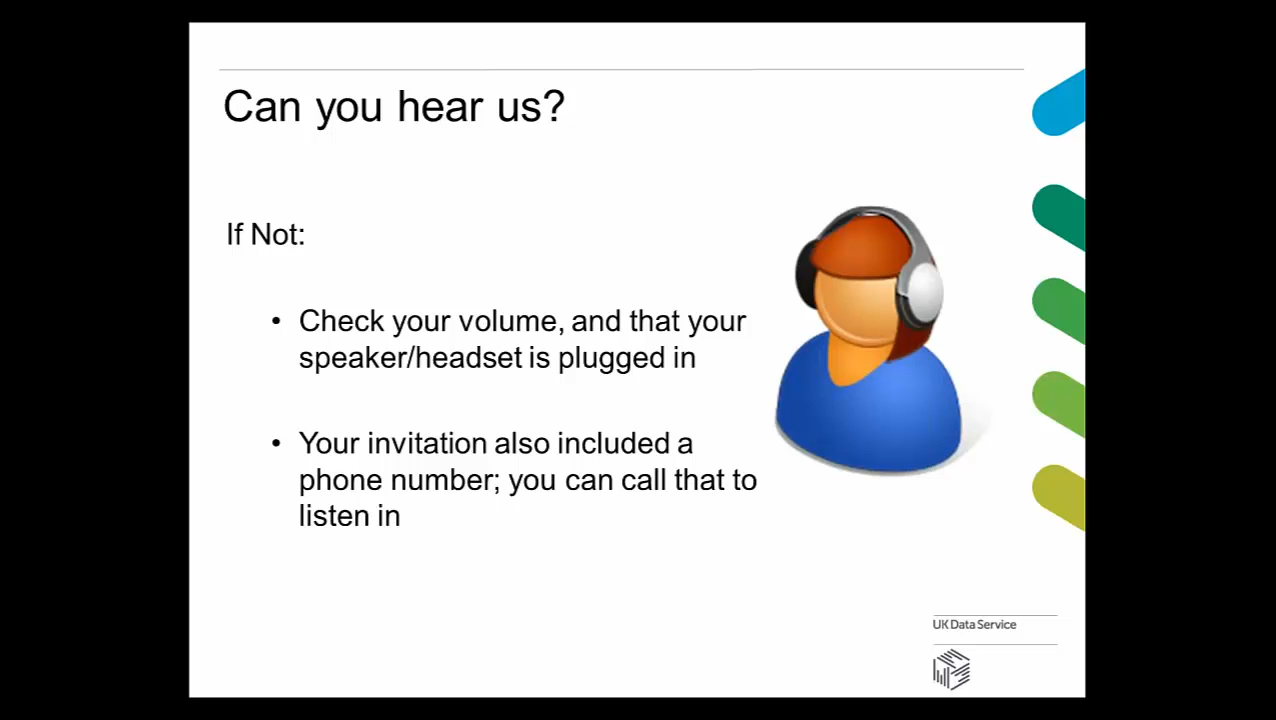 Can you hear us?
If Not:
• Check your volume, and that your
speaker/headset is plugged in
• Your invitation also included a
phone number; you can call that to
listen in
UK Data Service